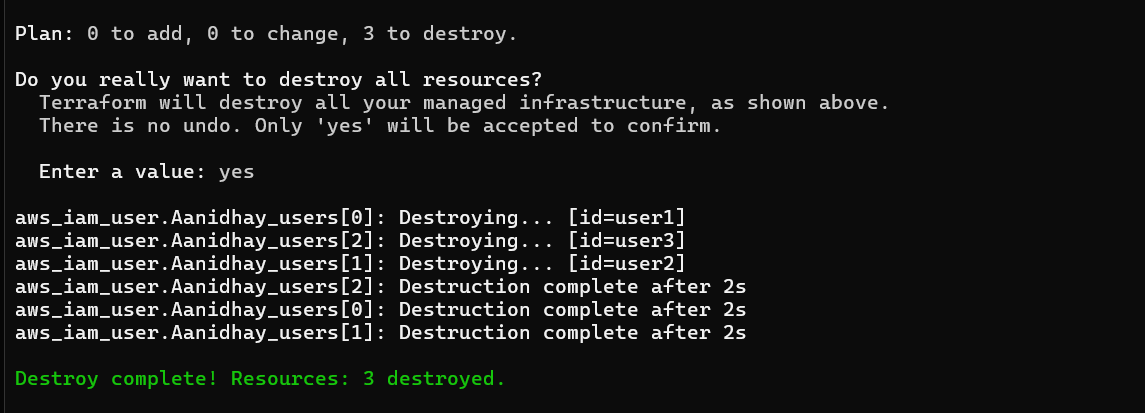 Plan: 0 to add, 0 to change, 3 to destroy.
Do you really want to destroy all resources?
Terraform will destroy all your managed infrastructure, as shown above.
There is no undo. Only 'yes' will be accepted to confirm.
Enter a value: yes
aws_iam_user.Aanidhay_users[0]: Destroying... [id=user1]
aws_iam_user.Aanidhay_users[2]: Destroying... [id=user3]
aws_iam_user.Aanidhay_users[1]: Destroying... [id=user2]
aws_iam_user.Aanidhay_users[2]: Destruction complete after 2s
aws_iam_user.Aanidhay_users[0]: Destruction complete after 2s
aws_iam_user.Aanidhay_users[1]: Destruction complete after 2s
Destroy complete! Resources: 3 destroyed.